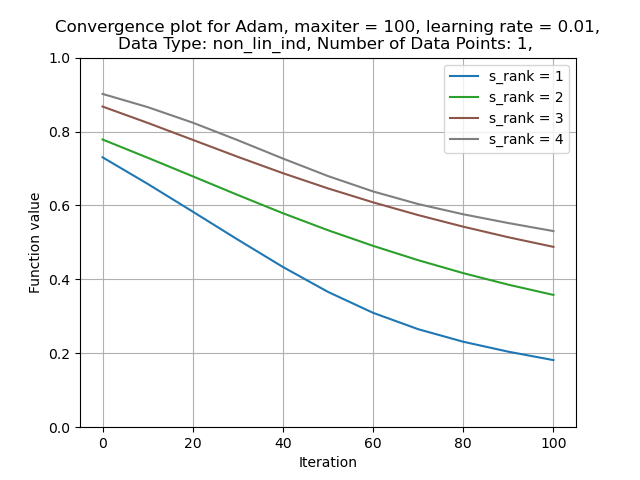 Convergence plot for Adam, maxiter = 100, learning rate = 0.01,
Data Type: non_lin_ind, Number of Data Points: 1,
1.0
0.8
0.6
0.4
0.2
0.0
Function value
s_rank = 1
s_rank = 2
s_rank = 3
s_rank = 4
0 20 40 60 80 100
Iteration